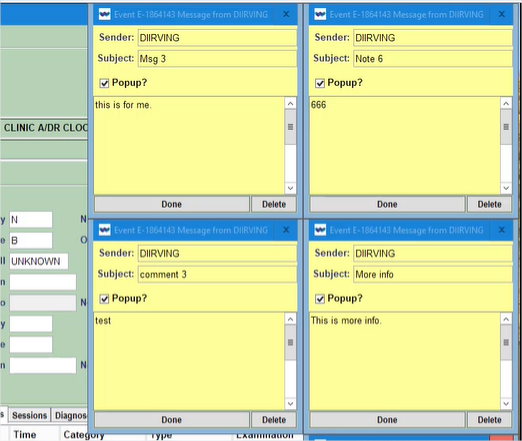 Event E-1864143 Message from DIIRVING
Sender: DIIRVING
Subject: Msg 3
Popup?
this is for me.
Done Delete
Event E-1864143 Message from DIIRVING
Sender: DIIRVING
Subject: Note 6
Popup?
666
Done Delete
Event E-1864143 Message from DIIRVING
Sender: DIIRVING
Subject: comment 3
Popup?
test
Done Delete
Event E-1864143 Message from DIIRVING
Sender: DIIRVING
Subject: More info
Popup?
This is more info.
Done Delete
CLINIC A/DR CLOC
y N N
e B O
ll UNKNOWN
n
o N
y
e
n N
s Sessions Diagnos
Time Category Type Examination